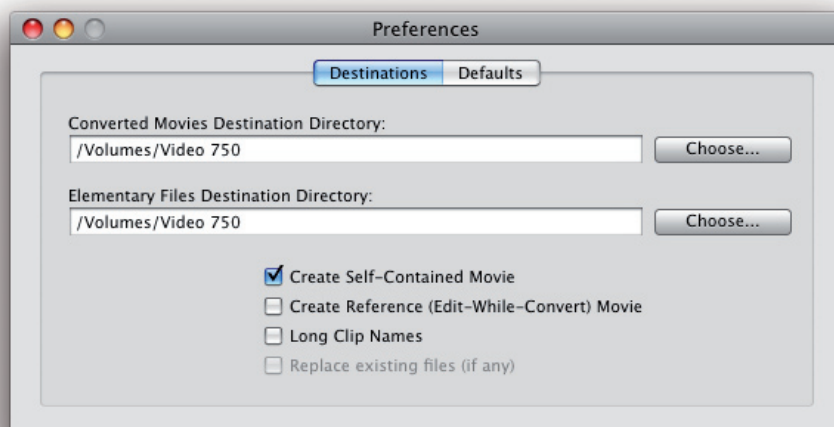 Preferences
Destinations Defaults
Converted Movies Destination Directory:
/Volumes/Video 750 Choose...
Elementary Files Destination Directory:
/Volumes/Video 750 Choose...
Create Self-Contained Movie
Create Reference (Edit-While-Convert) Movie
Long Clip Names
Replace existing files (if any)